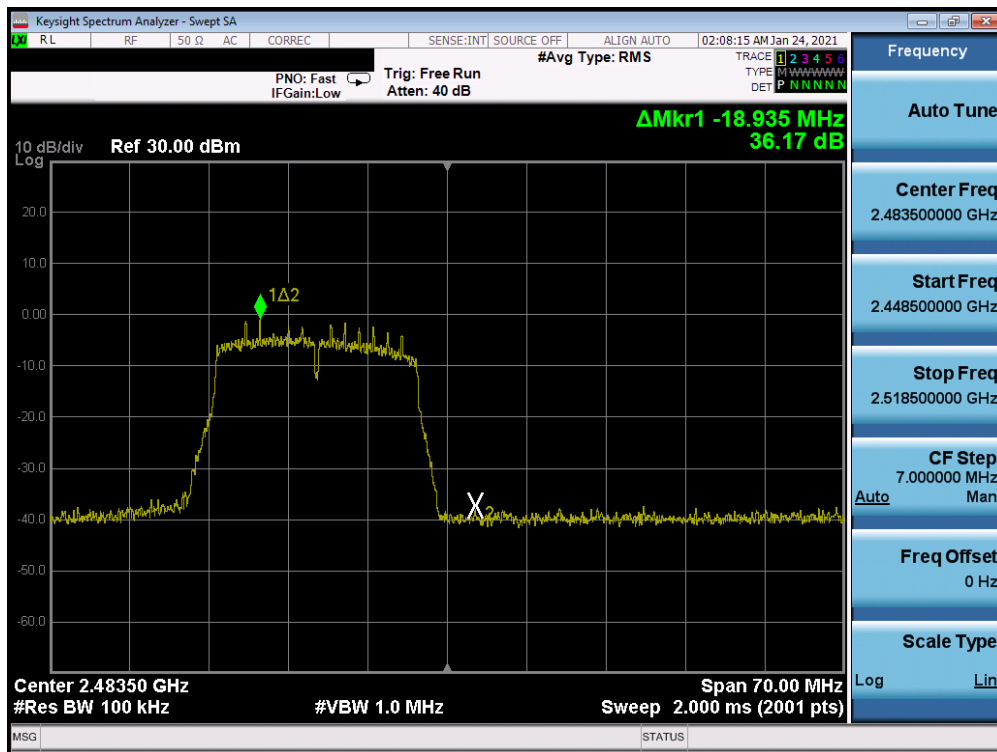 Keysight Spectrum Analyzer - Swept SA
LXI RL RF 50 Ω AC CORREC SENSE:INT SOURCE OFF ALIGN AUTO 02:08:15 AM Jan 24, 2021
PNO: Fast Trig: Free Run #Avg Type: RMS TRACE 1 2 3 4 5 6
IFGain:Low Atten: 40 dB TYPE M WWWWW
DET P N N N N N
ΔMkr1 -18.935 MHz
36.17 dB
10 dB/div Ref 30.00 dBm
Log
20.0
10.0
0.00
-10.0
-20.0
-30.0
-40.0
-50.0
-60.0
1Δ2
X2
Center 2.48350 GHz Span 70.00 MHz
#Res BW 100 kHz #VBW 1.0 MHz Sweep 2.000 ms (2001 pts)
MSG STATUS
Frequency
Auto Tune
Center Freq
2.483500000 GHz
Start Freq
2.448500000 GHz
Stop Freq
2.518500000 GHz
CF Step
7.000000 MHz
Auto Man
Freq Offset
0 Hz
Scale Type
Log Lin